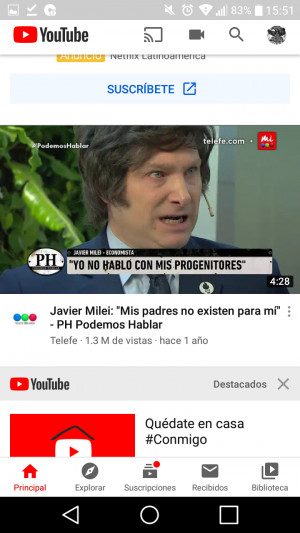 83% 15:51
YouTube
Anuncio Netflix Latinoamérica
SUSCRÍBETE
#PodemosHablar
telefe.com
mi
PH
JAVIER MILEI - ECONOMISTA
"YO NO HABLO CON MIS PROGENITORES"
4:28
Javier Milei: "Mis padres no existen para mí"
- PH Podemos Hablar
Telefe · 1.3 M de vistas · hace 1 año
YouTube
Destacados
Quédate en casa
#Conmigo
Principal
Explorar
Suscripciones
Recibidos
Biblioteca